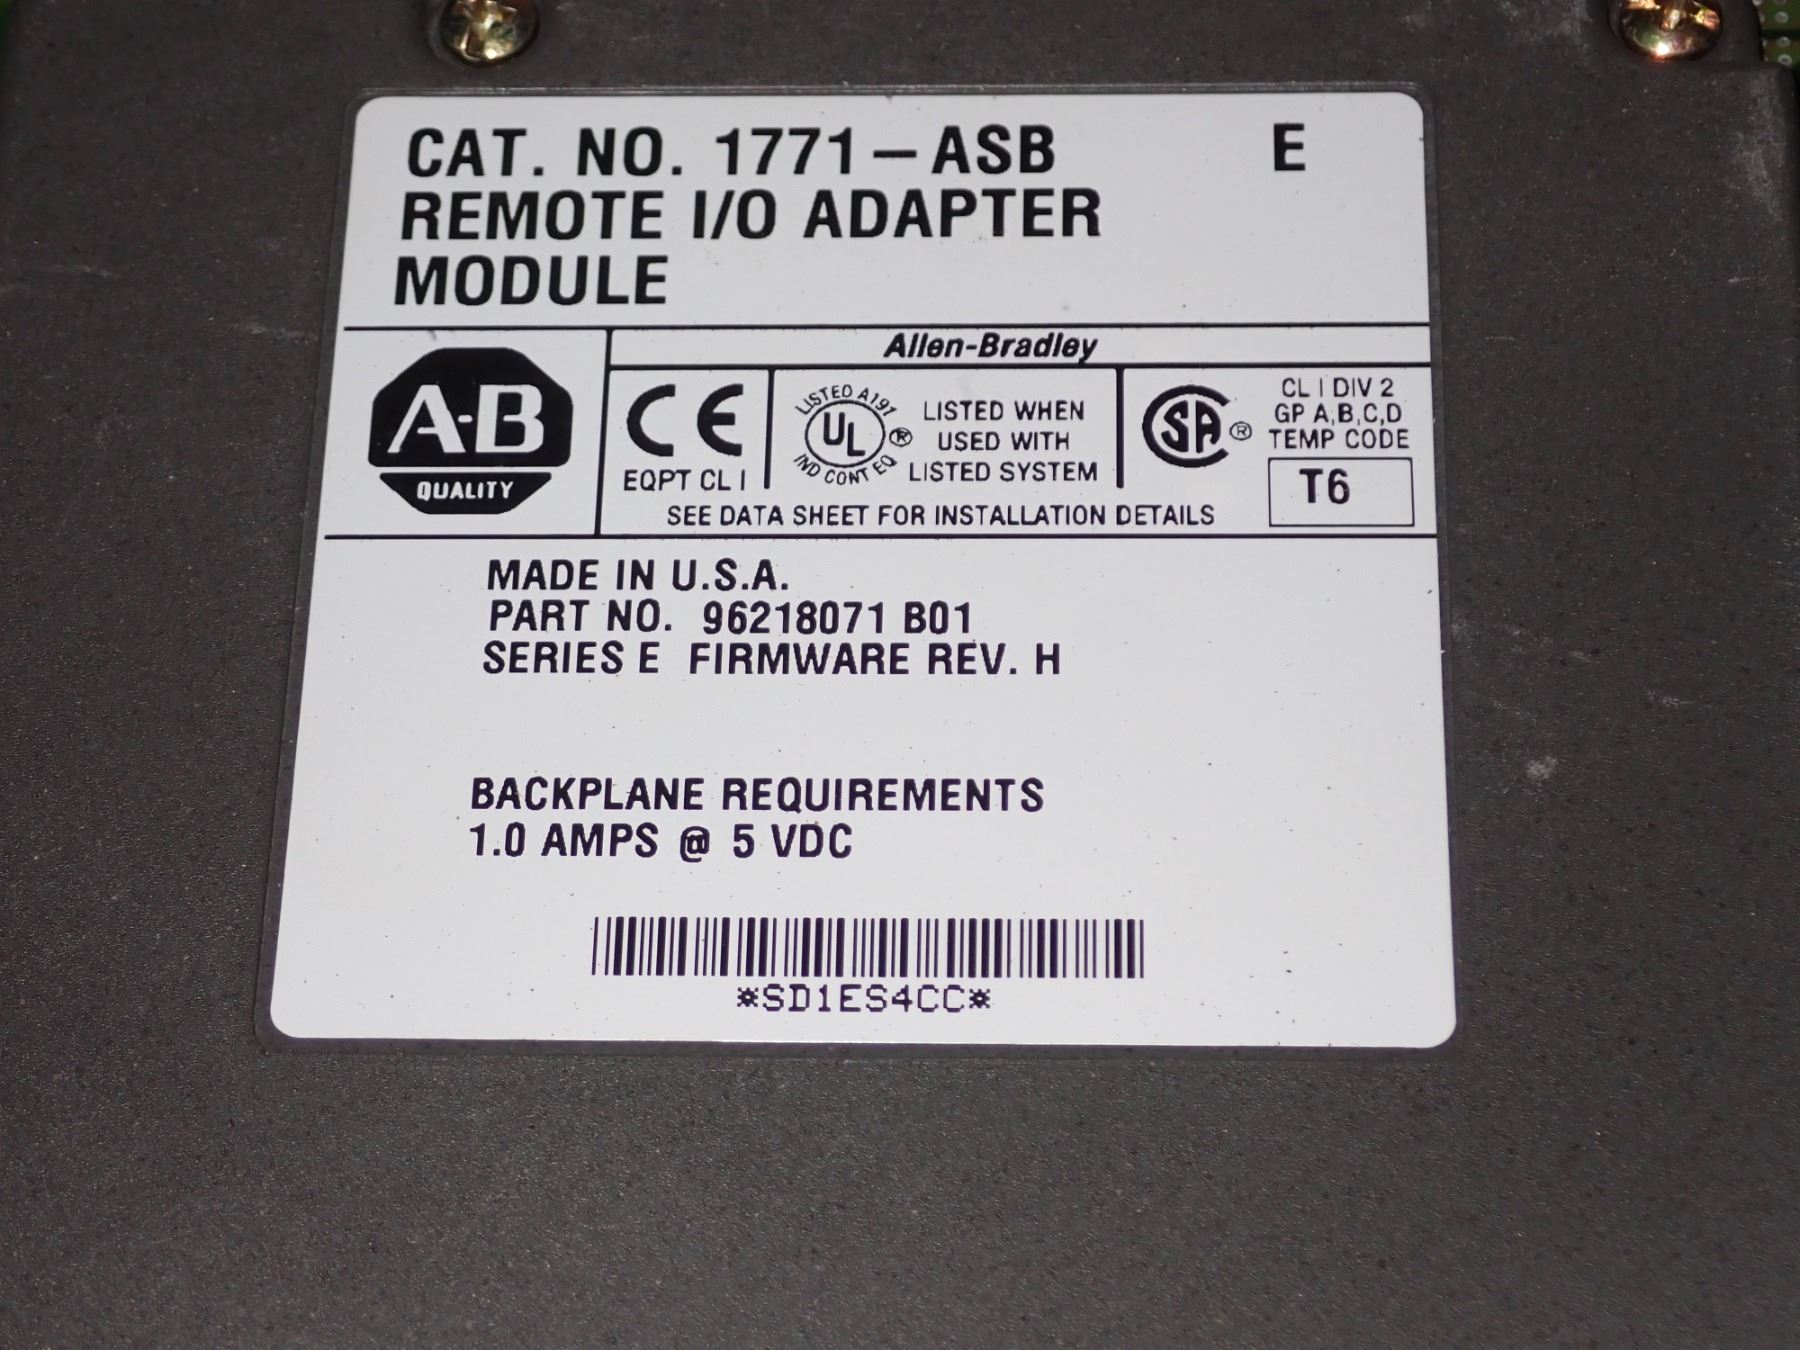 CAT. NO. 1771-ASB E
REMOTE I/O ADAPTER
MODULE
Allen-Bradley
A-B
QUALITY
CE
EQPT CL I
LISTED A191
UL ®
IND CONT EQ
LISTED WHEN
USED WITH
LISTED SYSTEM
SA ®
CL I DIV 2
GP A,B,C,D
TEMP CODE
T6
SEE DATA SHEET FOR INSTALLATION DETAILS
MADE IN U.S.A.
PART NO. 96218071 B01
SERIES E FIRMWARE REV. H
BACKPLANE REQUIREMENTS
1.0 AMPS @ 5 VDC
*SD1ES4CC*